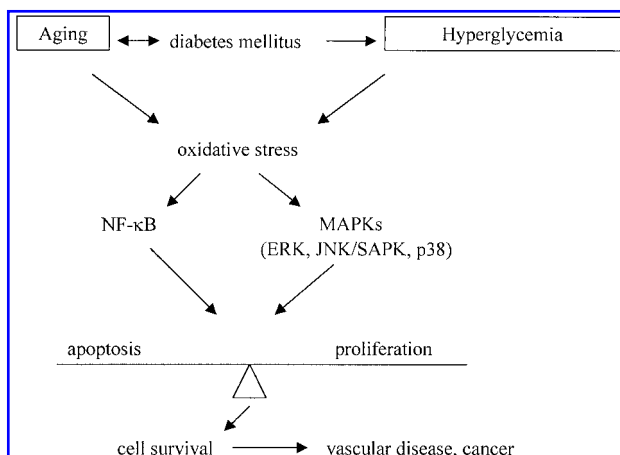 Aging diabetes mellitus Hyperglycemia
oxidative stress
NF-κB MAPKs
(ERK, JNK/SAPK, p38)
apoptosis proliferation
cell survival vascular disease, cancer